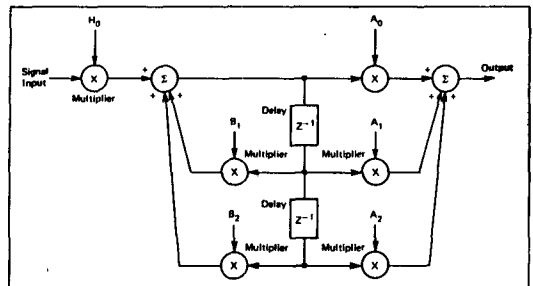 H₀
A₀
Signal
Input
X
Multiplier
+
Σ
+
+
X
+
Σ
Output
+
+
Delay
Z⁻¹
B₁
A₁
Multiplier
Multiplier
X
X
Delay
Z⁻¹
B₂
A₂
Multiplier
Multiplier
X
X